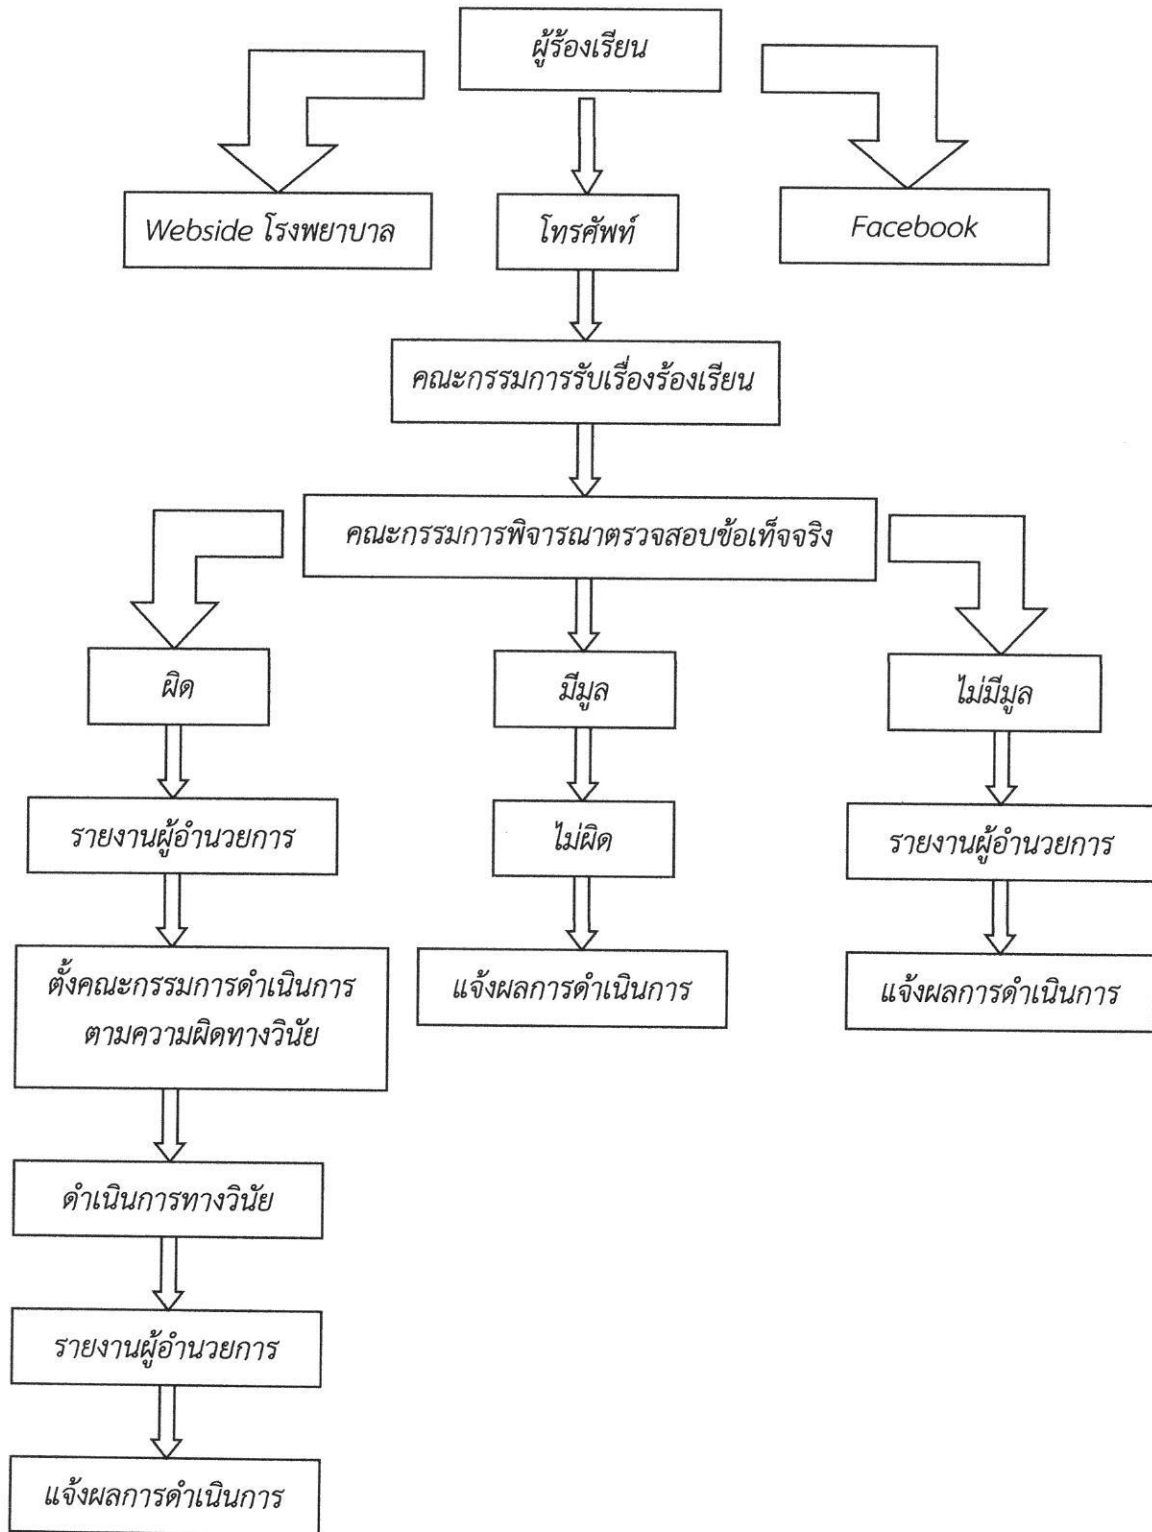 ผู้ร้องเรียน
Webside โรงพยาบาล
โทรศัพท์
Facebook
คณะกรรมการรับเรื่องร้องเรียน
คณะกรรมการพิจารณาตรวจสอบข้อเท็จจริง
ผิด
มีมูล
ไม่มีมูล
รายงานผู้อำนวยการ
ไม่ผิด
รายงานผู้อำนวยการ
ตั้งคณะกรรมการดำเนินการ
ตามความผิดทางวินัย
แจ้งผลการดำเนินการ
แจ้งผลการดำเนินการ
ดำเนินการทางวินัย
รายงานผู้อำนวยการ
แจ้งผลการดำเนินการ